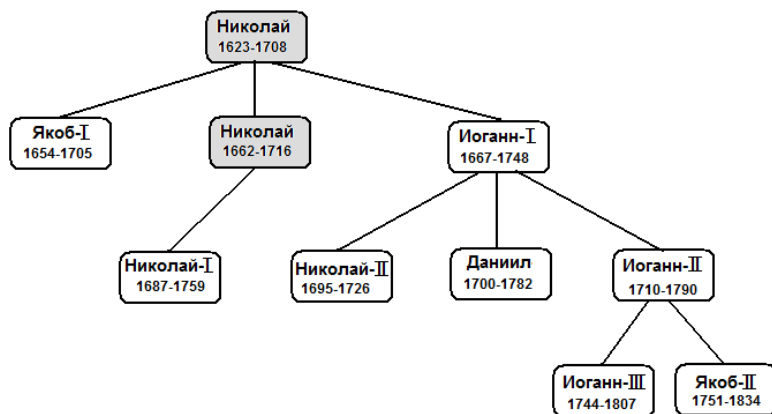 Николай
1623-1708
Якоб-I
1654-1705
Николай
1662-1716
Иоганн-I
1667-1748
Николай-I
1687-1759
Николай-II
1695-1726
Даниил
1700-1782
Иоганн-II
1710-1790
Иоганн-III
1744-1807
Якоб-II
1751-1834